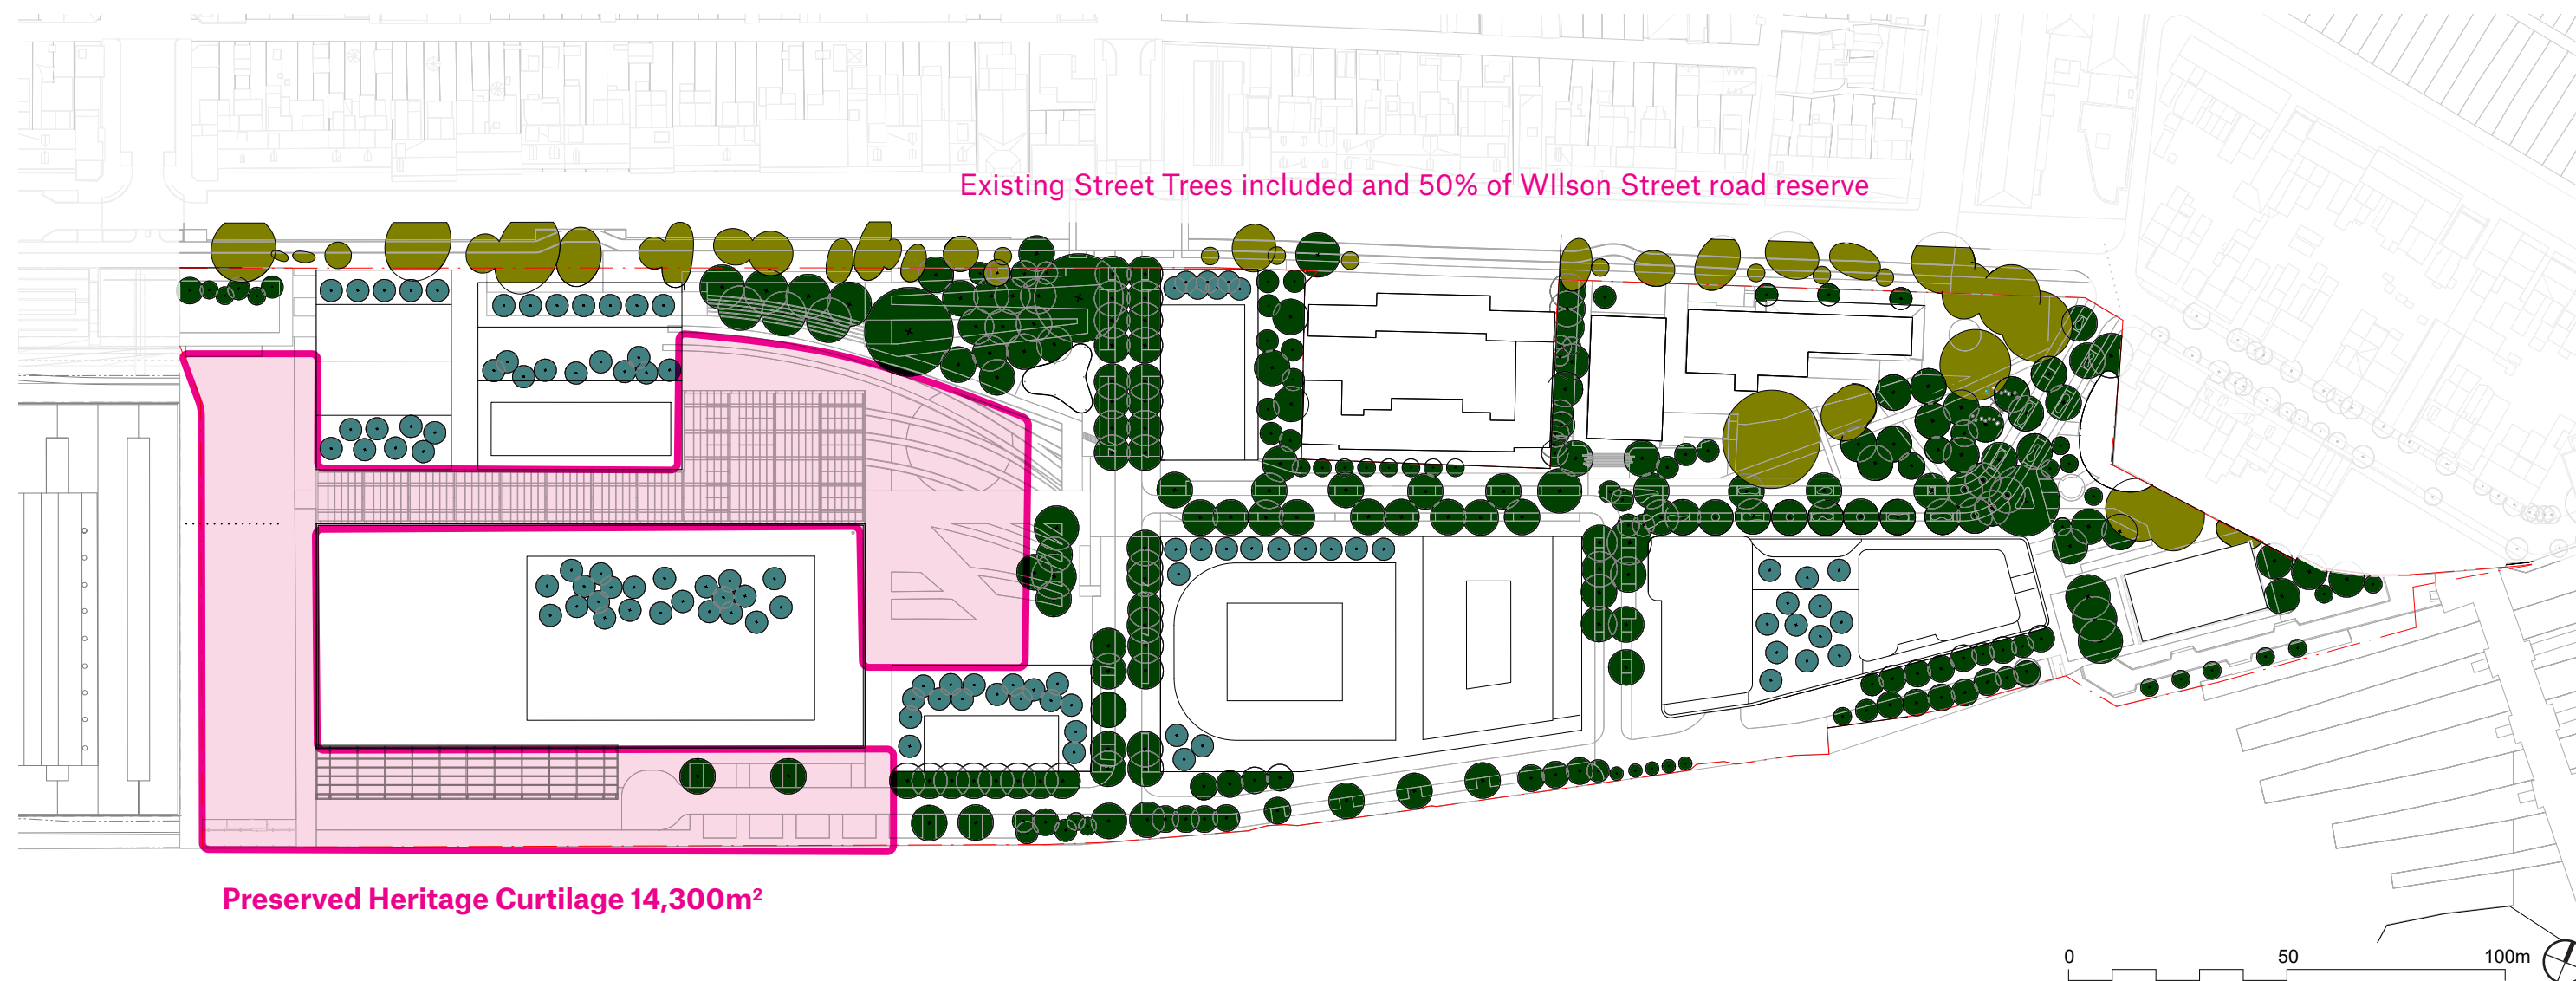 Existing Street Trees included and 50% of WIlson Street road reserve
Preserved Heritage Curtilage 14,300m²
0 50 100m